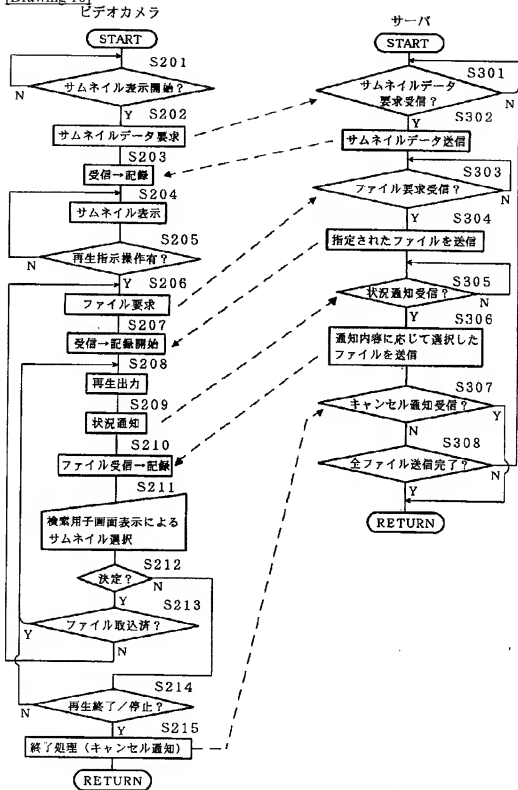 [Drawing 10]
ビデオカメラ
START
S201
サムネイル表示開始?
N
Y
S202
サムネイルデータ要求
S203
受信→記録
S204
サムネイル表示
S205
再生指示操作有?
N
Y
S206
ファイル要求
S207
受信→記録開始
S208
再生出力
S209
状況通知
S210
ファイル受信→記録
S211
検索用子画面表示による
サムネイル選択
S212
決定?
N
Y
S213
ファイル取込済?
Y
N
S214
再生終了/停止?
N
Y
S215
終了処理(キャンセル通知)
RETURN
サーバ
START
S301
サムネイルデータ
要求受信?
N
Y
S302
サムネイルデータ送信
S303
ファイル要求受信?
N
Y
S304
指定されたファイルを送信
S305
状況通知受信?
N
Y
S306
通知内容に応じて選択した
ファイルを送信
S307
キャンセル通知受信?
Y
N
S308
全ファイル送信完了?
N
Y
RETURN